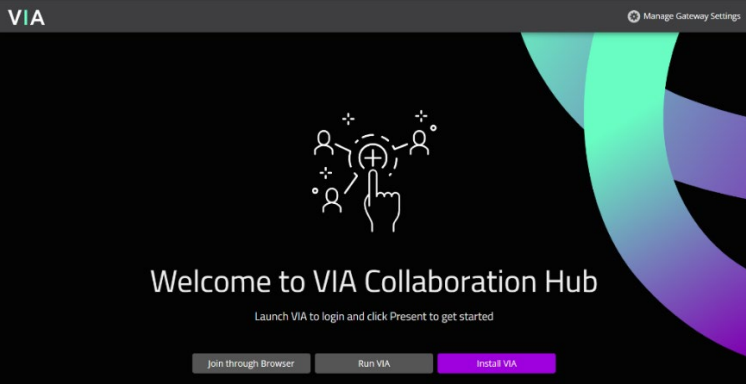 VIA
Manage Gateway Settings
Welcome to VIA Collaboration Hub
Launch VIA to login and click Present to get started
Join through Browser
Run VIA
Install VIA